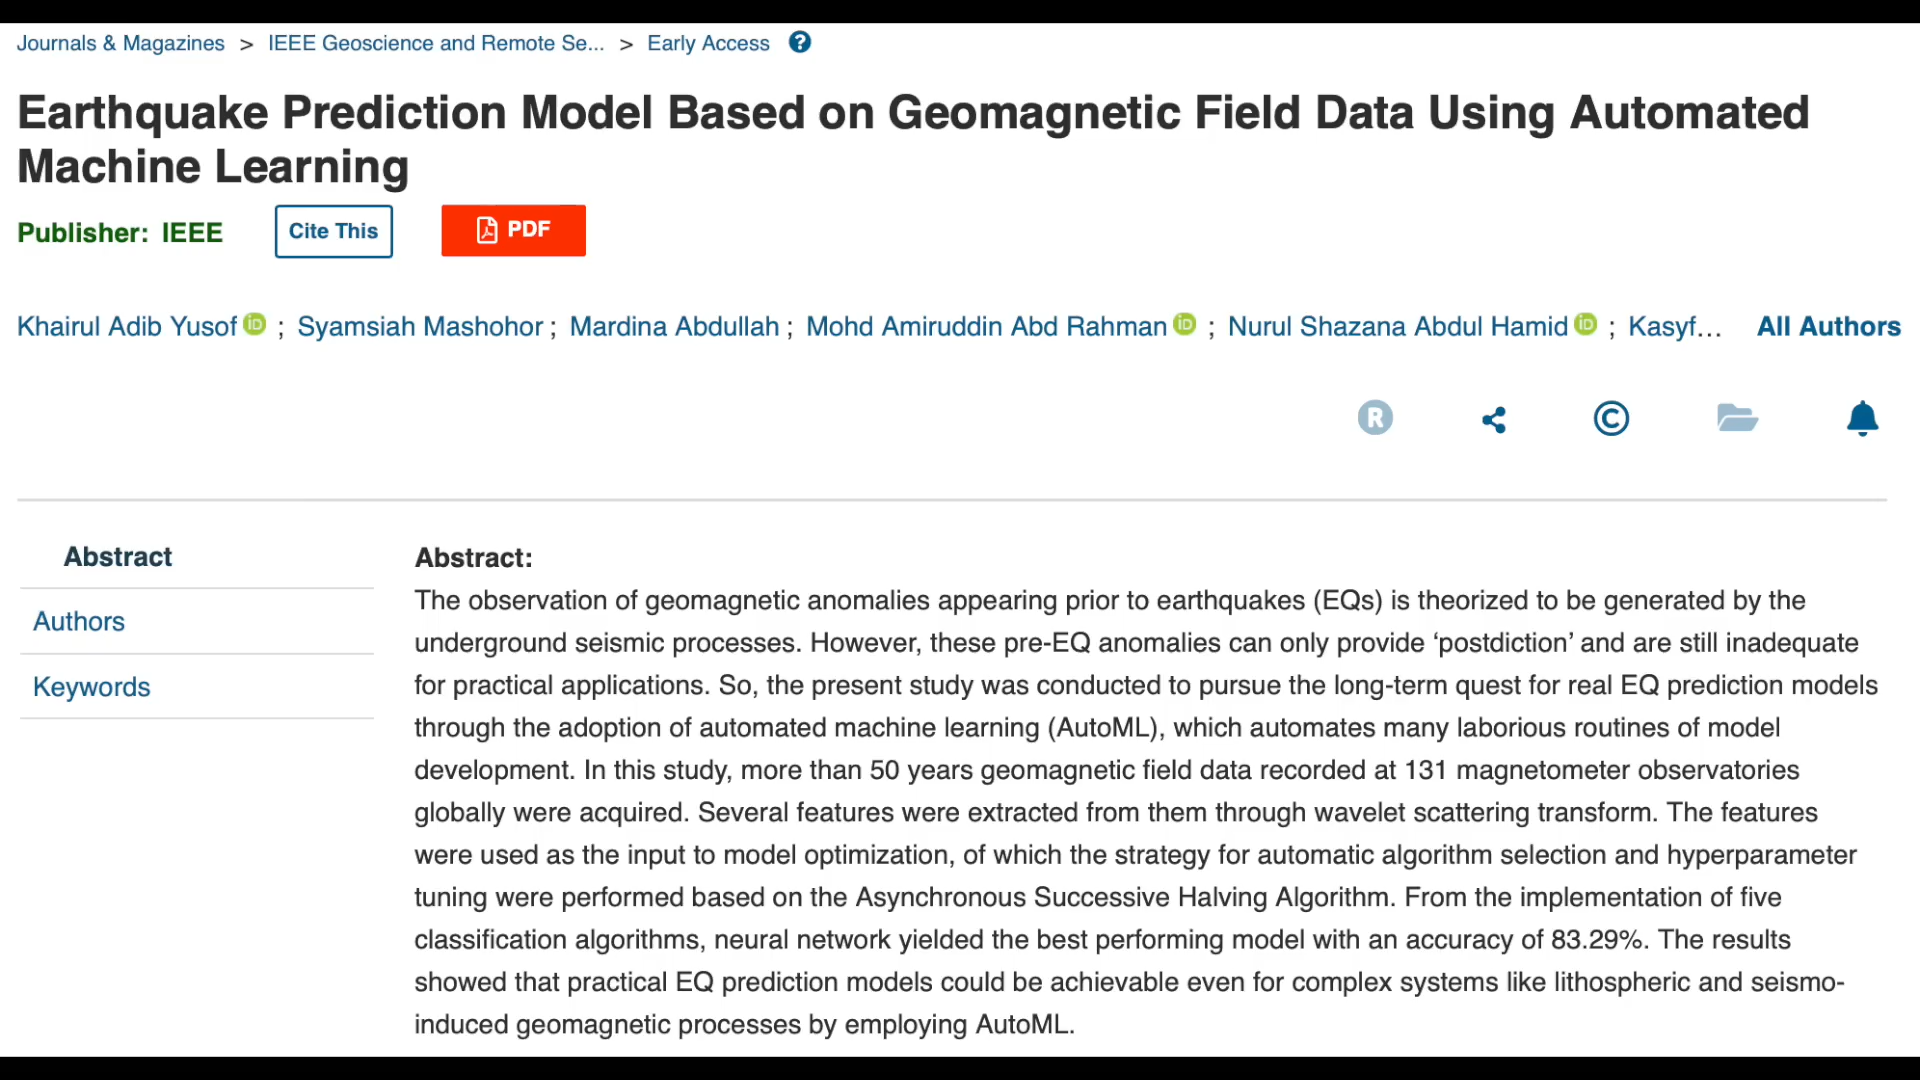 Journals & Magazines > IEEE Geoscience and Remote Se... > Early Access ?
Earthquake Prediction Model Based on Geomagnetic Field Data Using Automated
Machine Learning
Publisher: IEEE Cite This PDF
Khairul Adib Yusof iD ; Syamsiah Mashohor ; Mardina Abdullah ; Mohd Amiruddin Abd Rahman iD ; Nurul Shazana Abdul Hamid iD ; Kasyf... All Authors
R ©
Abstract
Authors
Keywords
Abstract:
The observation of geomagnetic anomalies appearing prior to earthquakes (EQs) is theorized to be generated by the
underground seismic processes. However, these pre-EQ anomalies can only provide ‘postdiction’ and are still inadequate
for practical applications. So, the present study was conducted to pursue the long-term quest for real EQ prediction models
through the adoption of automated machine learning (AutoML), which automates many laborious routines of model
development. In this study, more than 50 years geomagnetic field data recorded at 131 magnetometer observatories
globally were acquired. Several features were extracted from them through wavelet scattering transform. The features
were used as the input to model optimization, of which the strategy for automatic algorithm selection and hyperparameter
tuning were performed based on the Asynchronous Successive Halving Algorithm. From the implementation of five
classification algorithms, neural network yielded the best performing model with an accuracy of 83.29%. The results
showed that practical EQ prediction models could be achievable even for complex systems like lithospheric and seismo-
induced geomagnetic processes by employing AutoML.